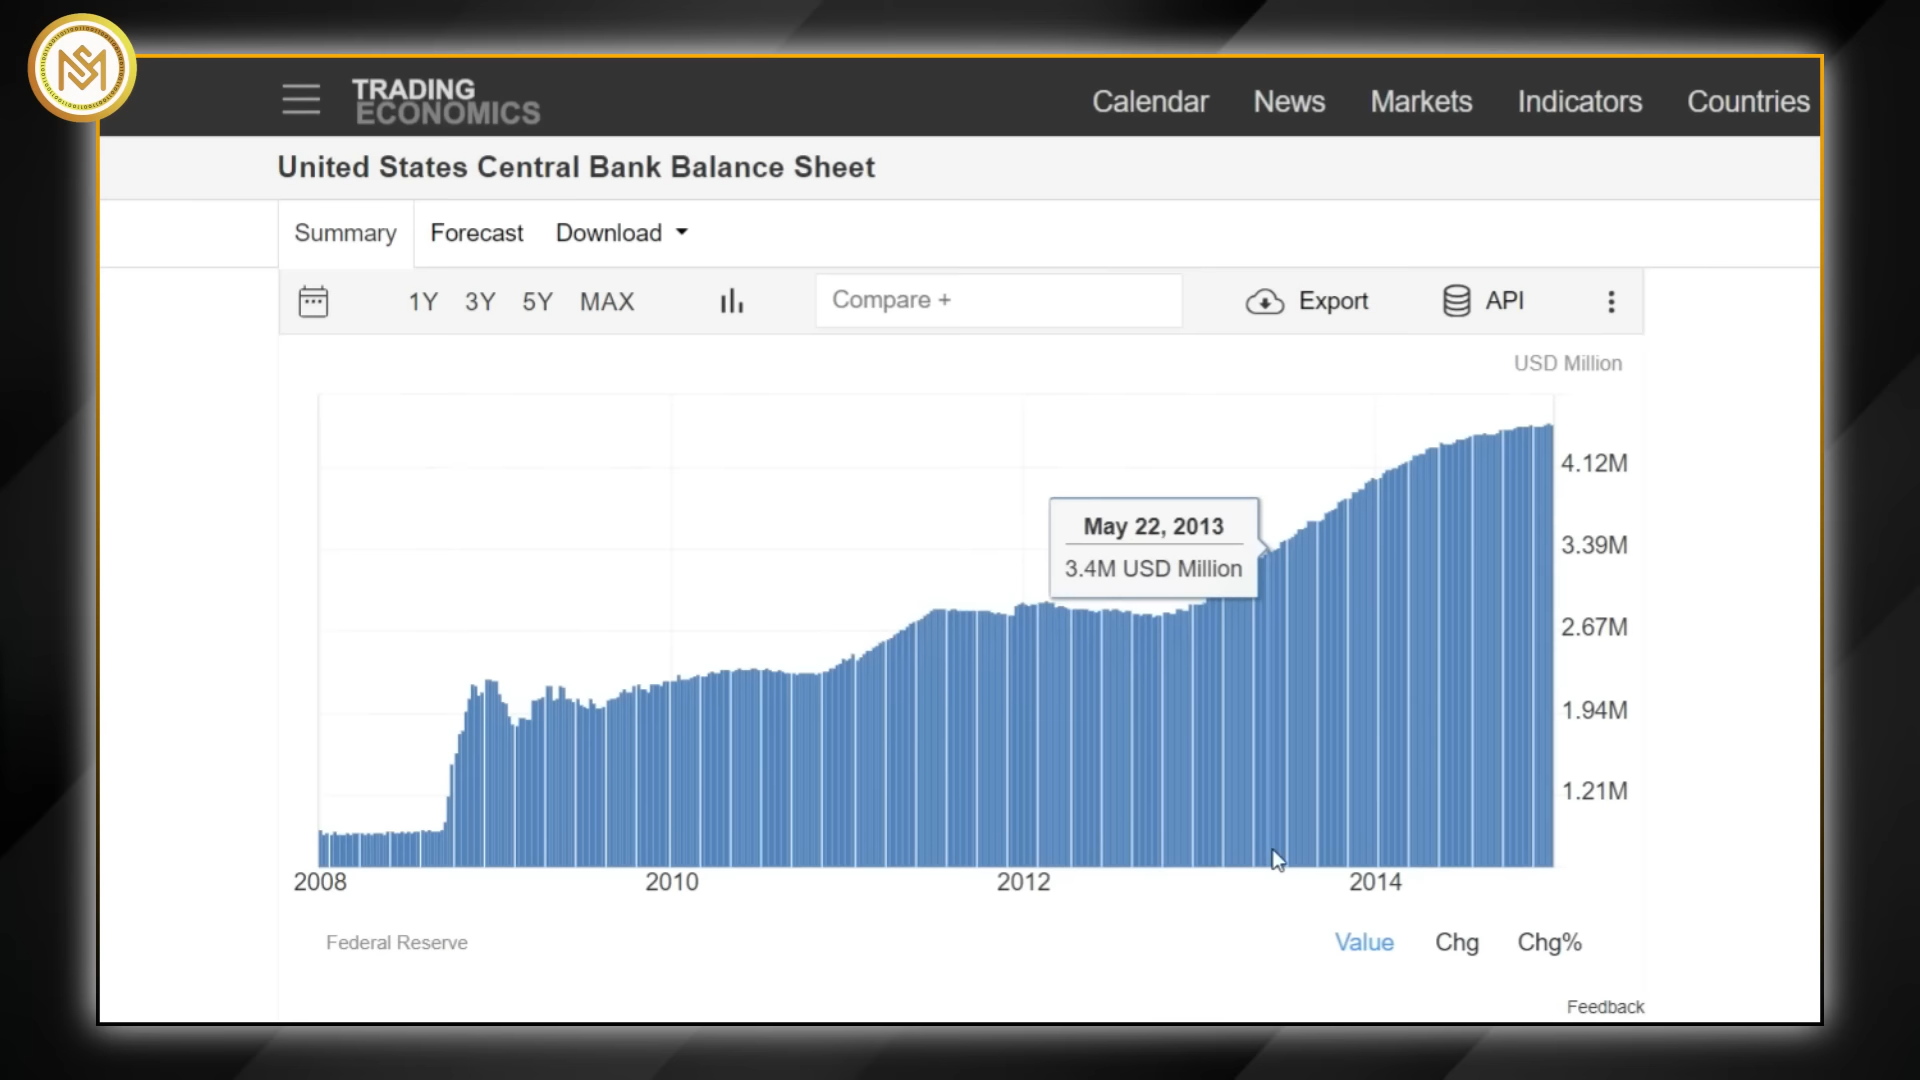 TRADING
ECONOMICS
Calendar News Markets Indicators Countries
United States Central Bank Balance Sheet
Summary Forecast Download
1Y 3Y 5Y MAX Compare + Export API
USD Million
4.12M
May 22, 2013
3.39M
3.4M USD Million
2.67M
1.94M
1.21M
2008 2010 2012 2014
Federal Reserve
Value Chg Chg%
Feedback